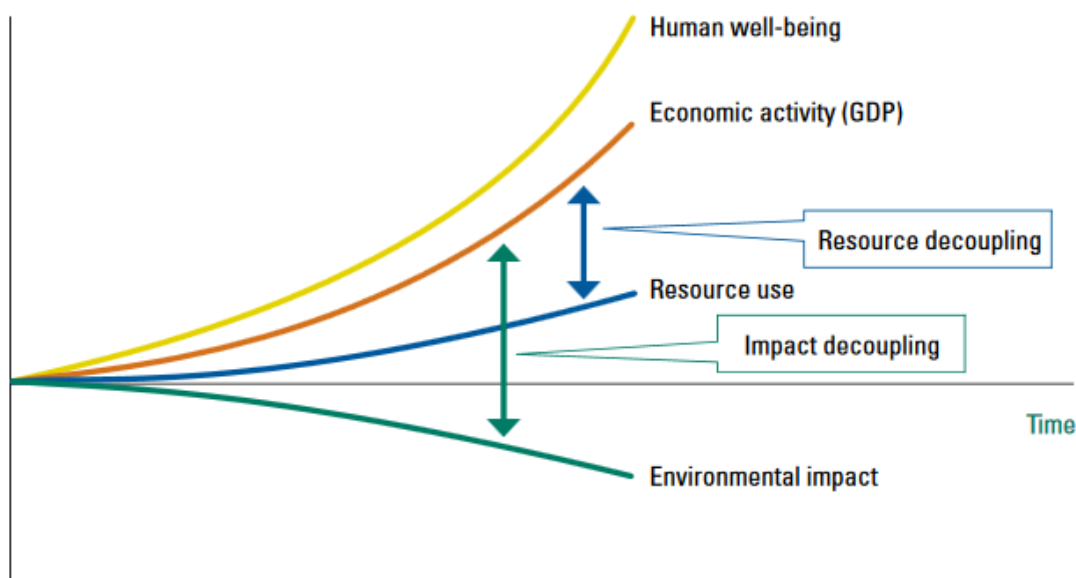 Human well-being
Economic activity (GDP)
Resource decoupling
Resource use
Impact decoupling
Time
Environmental impact